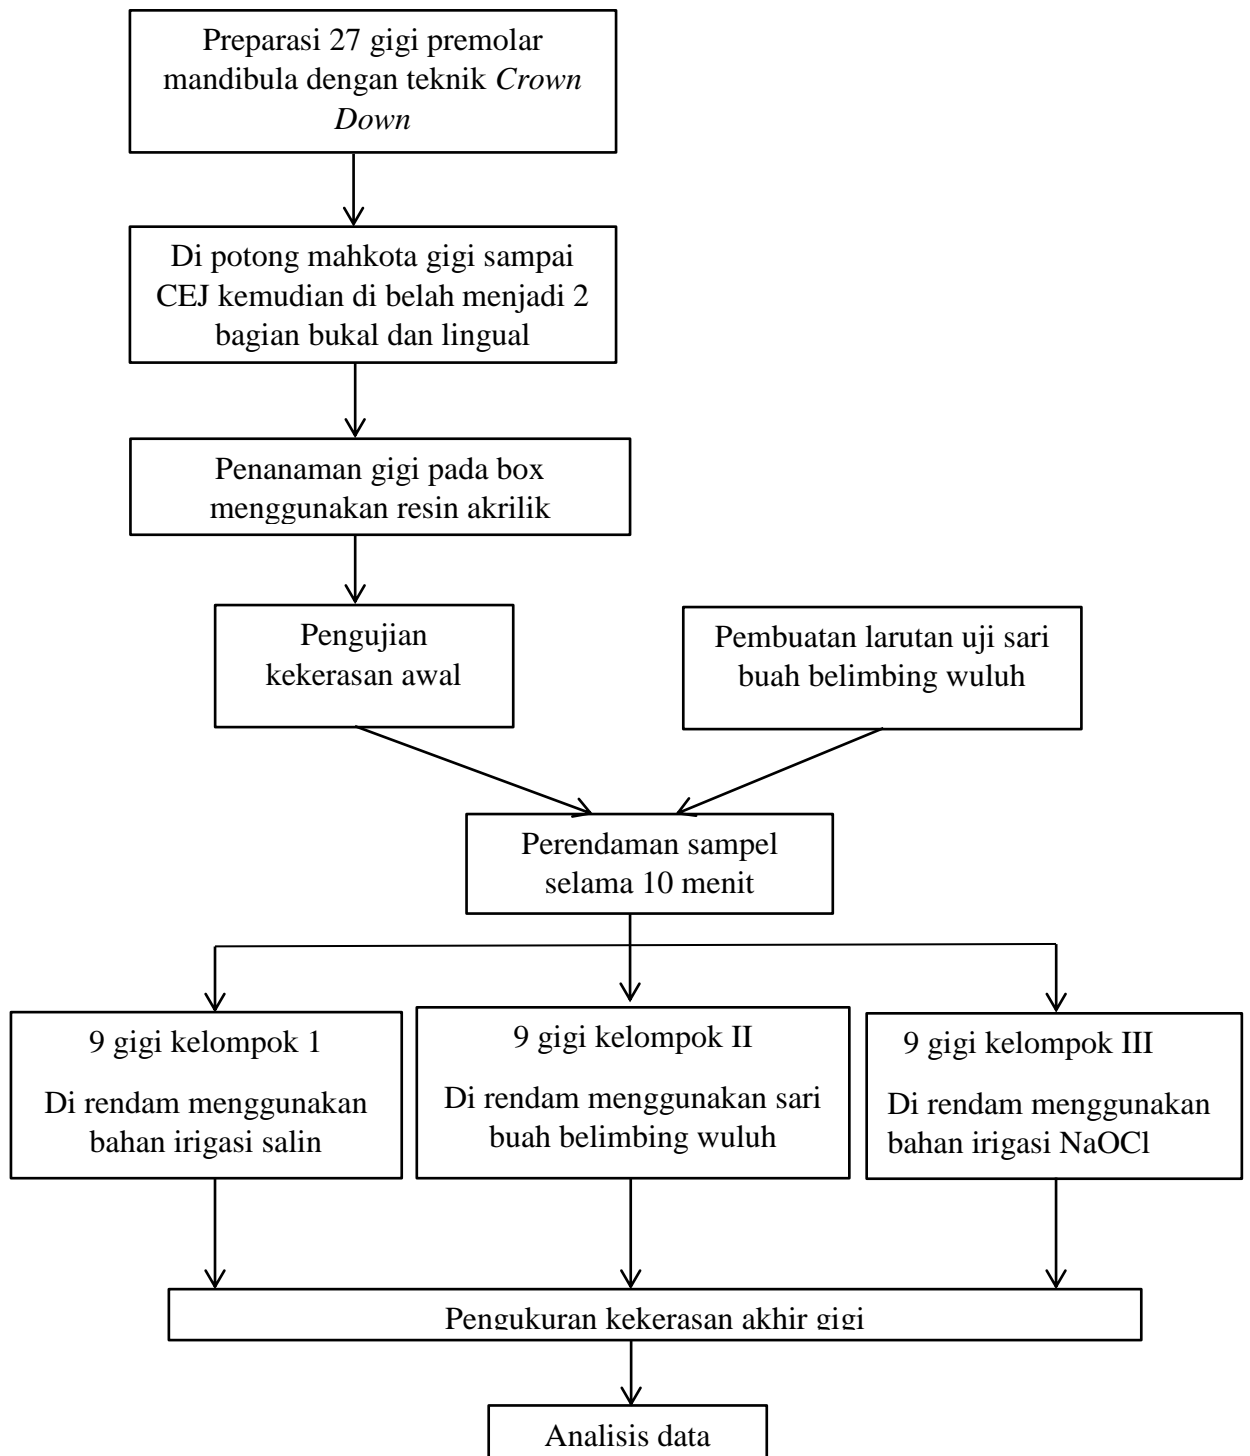 Preparasi 27 gigi premolar
mandibula dengan teknik Crown
Down
Di potong mahkota gigi sampai
CEJ kemudian di belah menjadi 2
bagian bukal dan lingual
Penanaman gigi pada box
menggunakan resin akrilik
Pengujian
kekerasan awal
Pembuatan larutan uji sari
buah belimbing wuluh
Perendaman sampel
selama 10 menit
9 gigi kelompok 1
Di rendam menggunakan
bahan irigasi salin
9 gigi kelompok II
Di rendam menggunakan sari
buah belimbing wuluh
9 gigi kelompok III
Di rendam menggunakan
bahan irigasi NaOCl
Pengukuran kekerasan akhir gigi
Analisis data